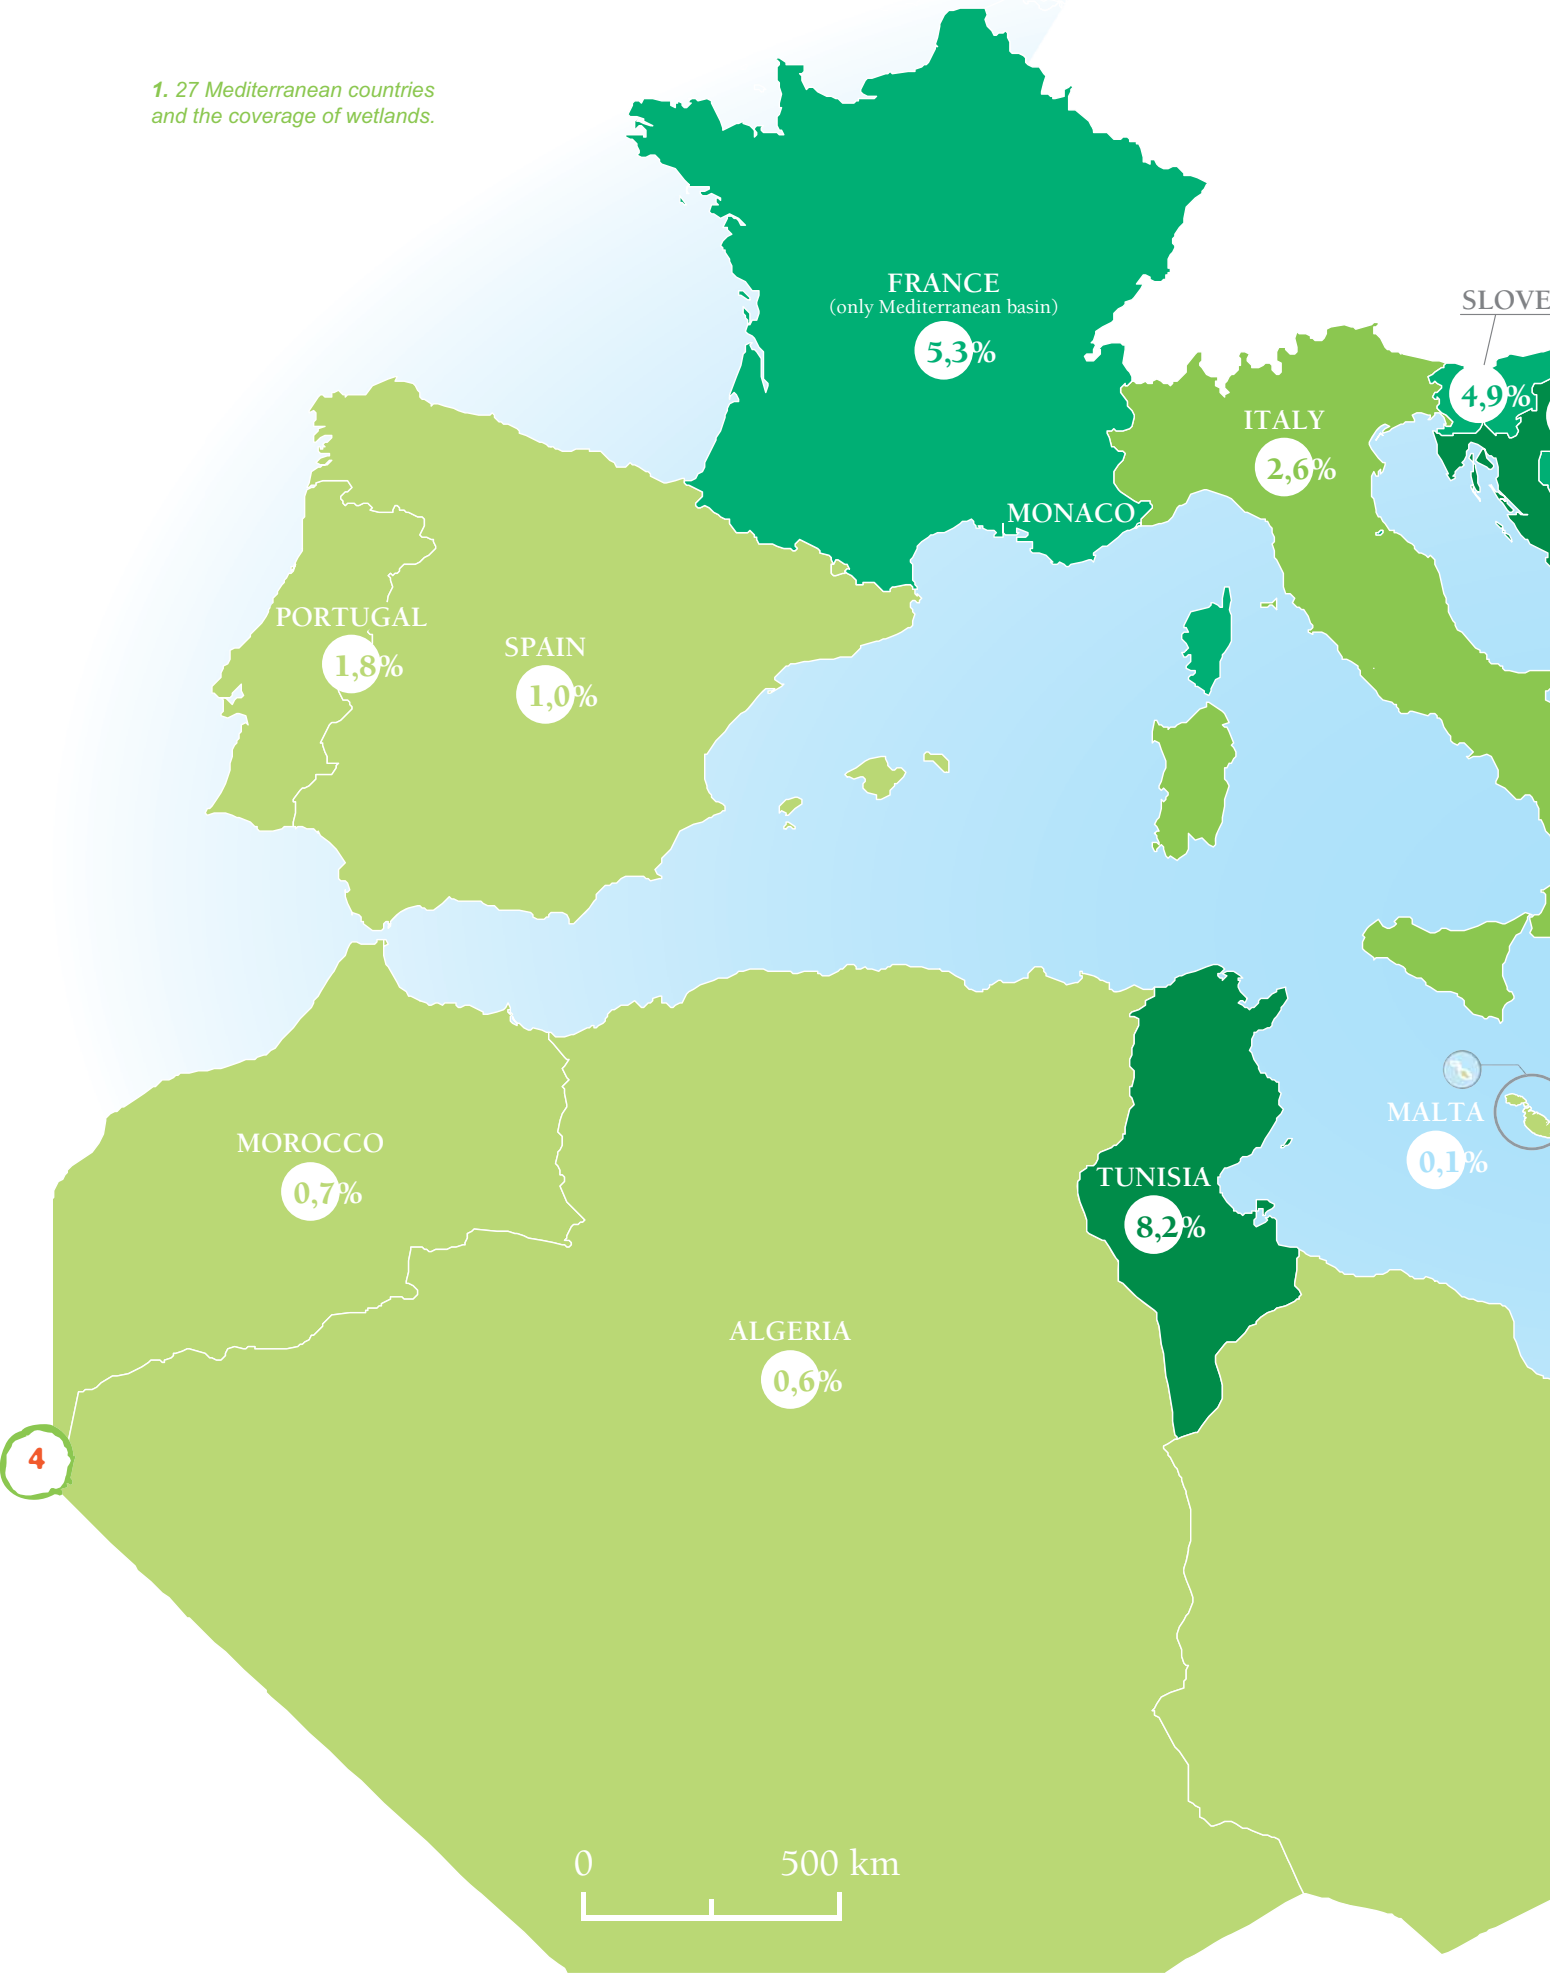 1. 27 Mediterranean countries
and the coverage of wetlands.
FRANCE
(only Mediterranean basin)
5,3%
SLOVE
4,9%
ITALY
2,6%
MONACO
PORTUGAL
1,8%
SPAIN
1,0%
MALTA
0,1%
MOROCCO
0,7%
TUNISIA
8,2%
ALGERIA
0,6%
4
0 500 km